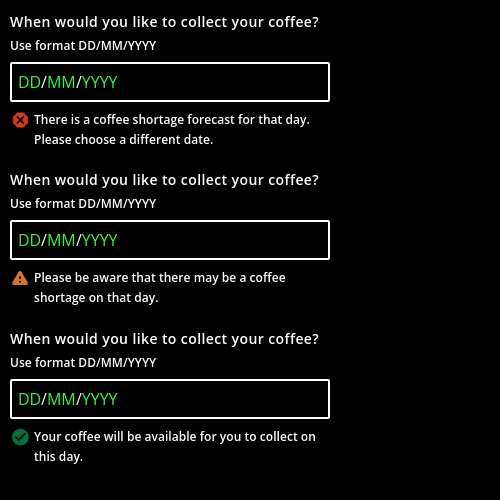 When would you like to collect your coffee?
Use format DD/MM/YYYY
DD/MM/YYYY
There is a coffee shortage forecast for that day.
Please choose a different date.
When would you like to collect your coffee?
Use format DD/MM/YYYY
DD/MM/YYYY
Please be aware that there may be a coffee
shortage on that day.
When would you like to collect your coffee?
Use format DD/MM/YYYY
DD/MM/YYYY
Your coffee will be available for you to collect on
this day.